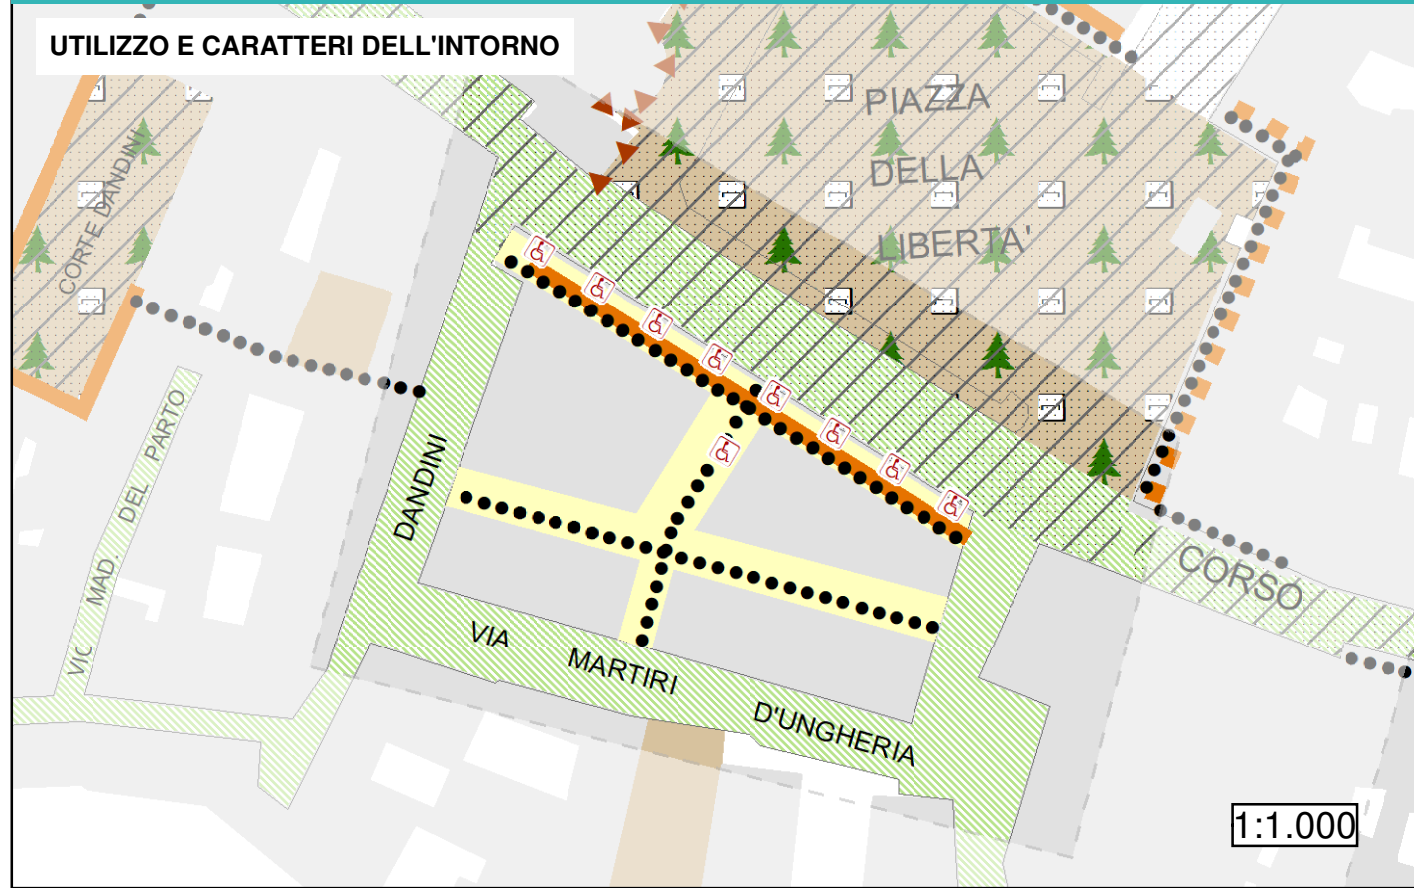 UTILIZZO E CARATTERI DELL'INTORNO
PIAZZA
DELLA
LIBERTA'
CORTE DANDINI
VIC. MAD. DEL PARTO
DANDINI
VIA
MARTIRI
D'UNGHERIA
CORSO
1:1.000